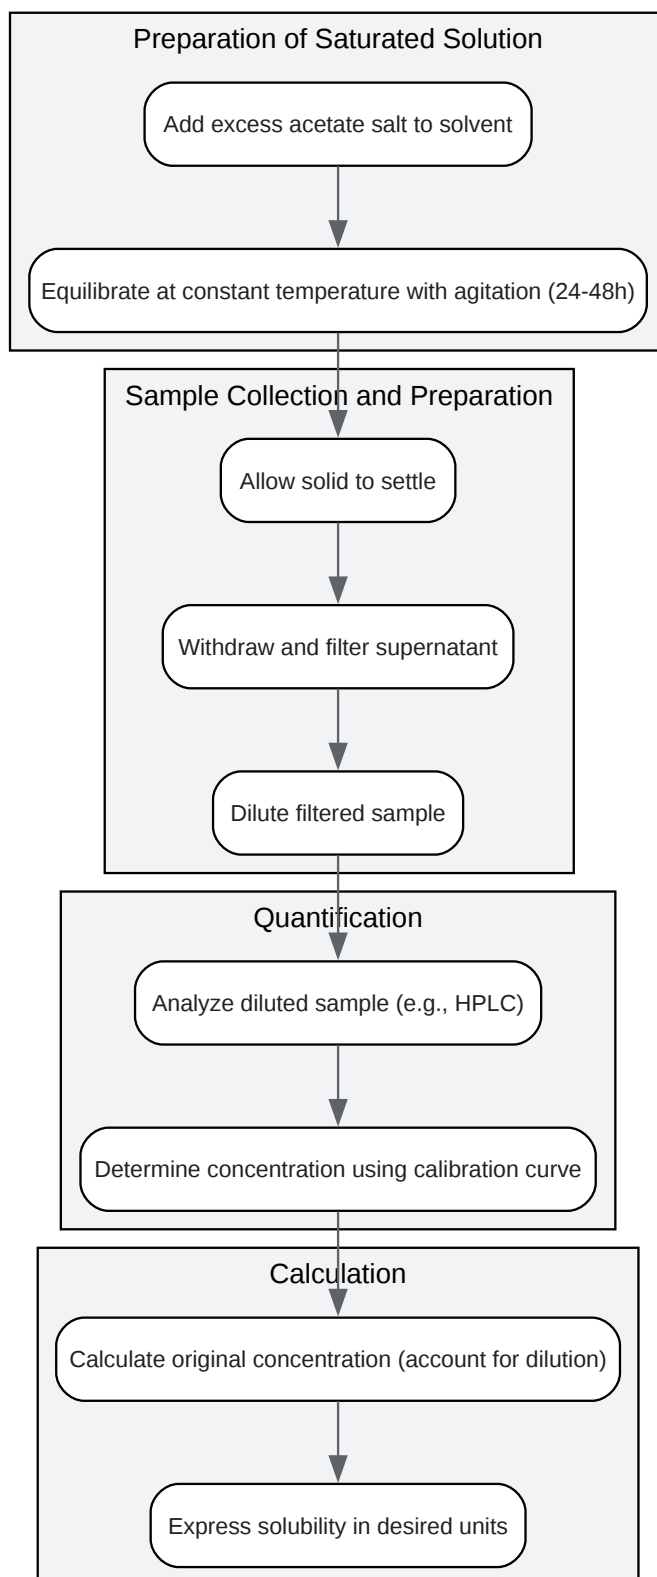 Preparation of Saturated Solution
Add excess acetate salt to solvent
Equilibrate at constant temperature with agitation (24-48h)
Sample Collection and Preparation
Allow solid to settle
Withdraw and filter supernatant
Dilute filtered sample
Quantification
Analyze diluted sample (e.g., HPLC)
Determine concentration using calibration curve
Calculation
Calculate original concentration (account for dilution)
Express solubility in desired units